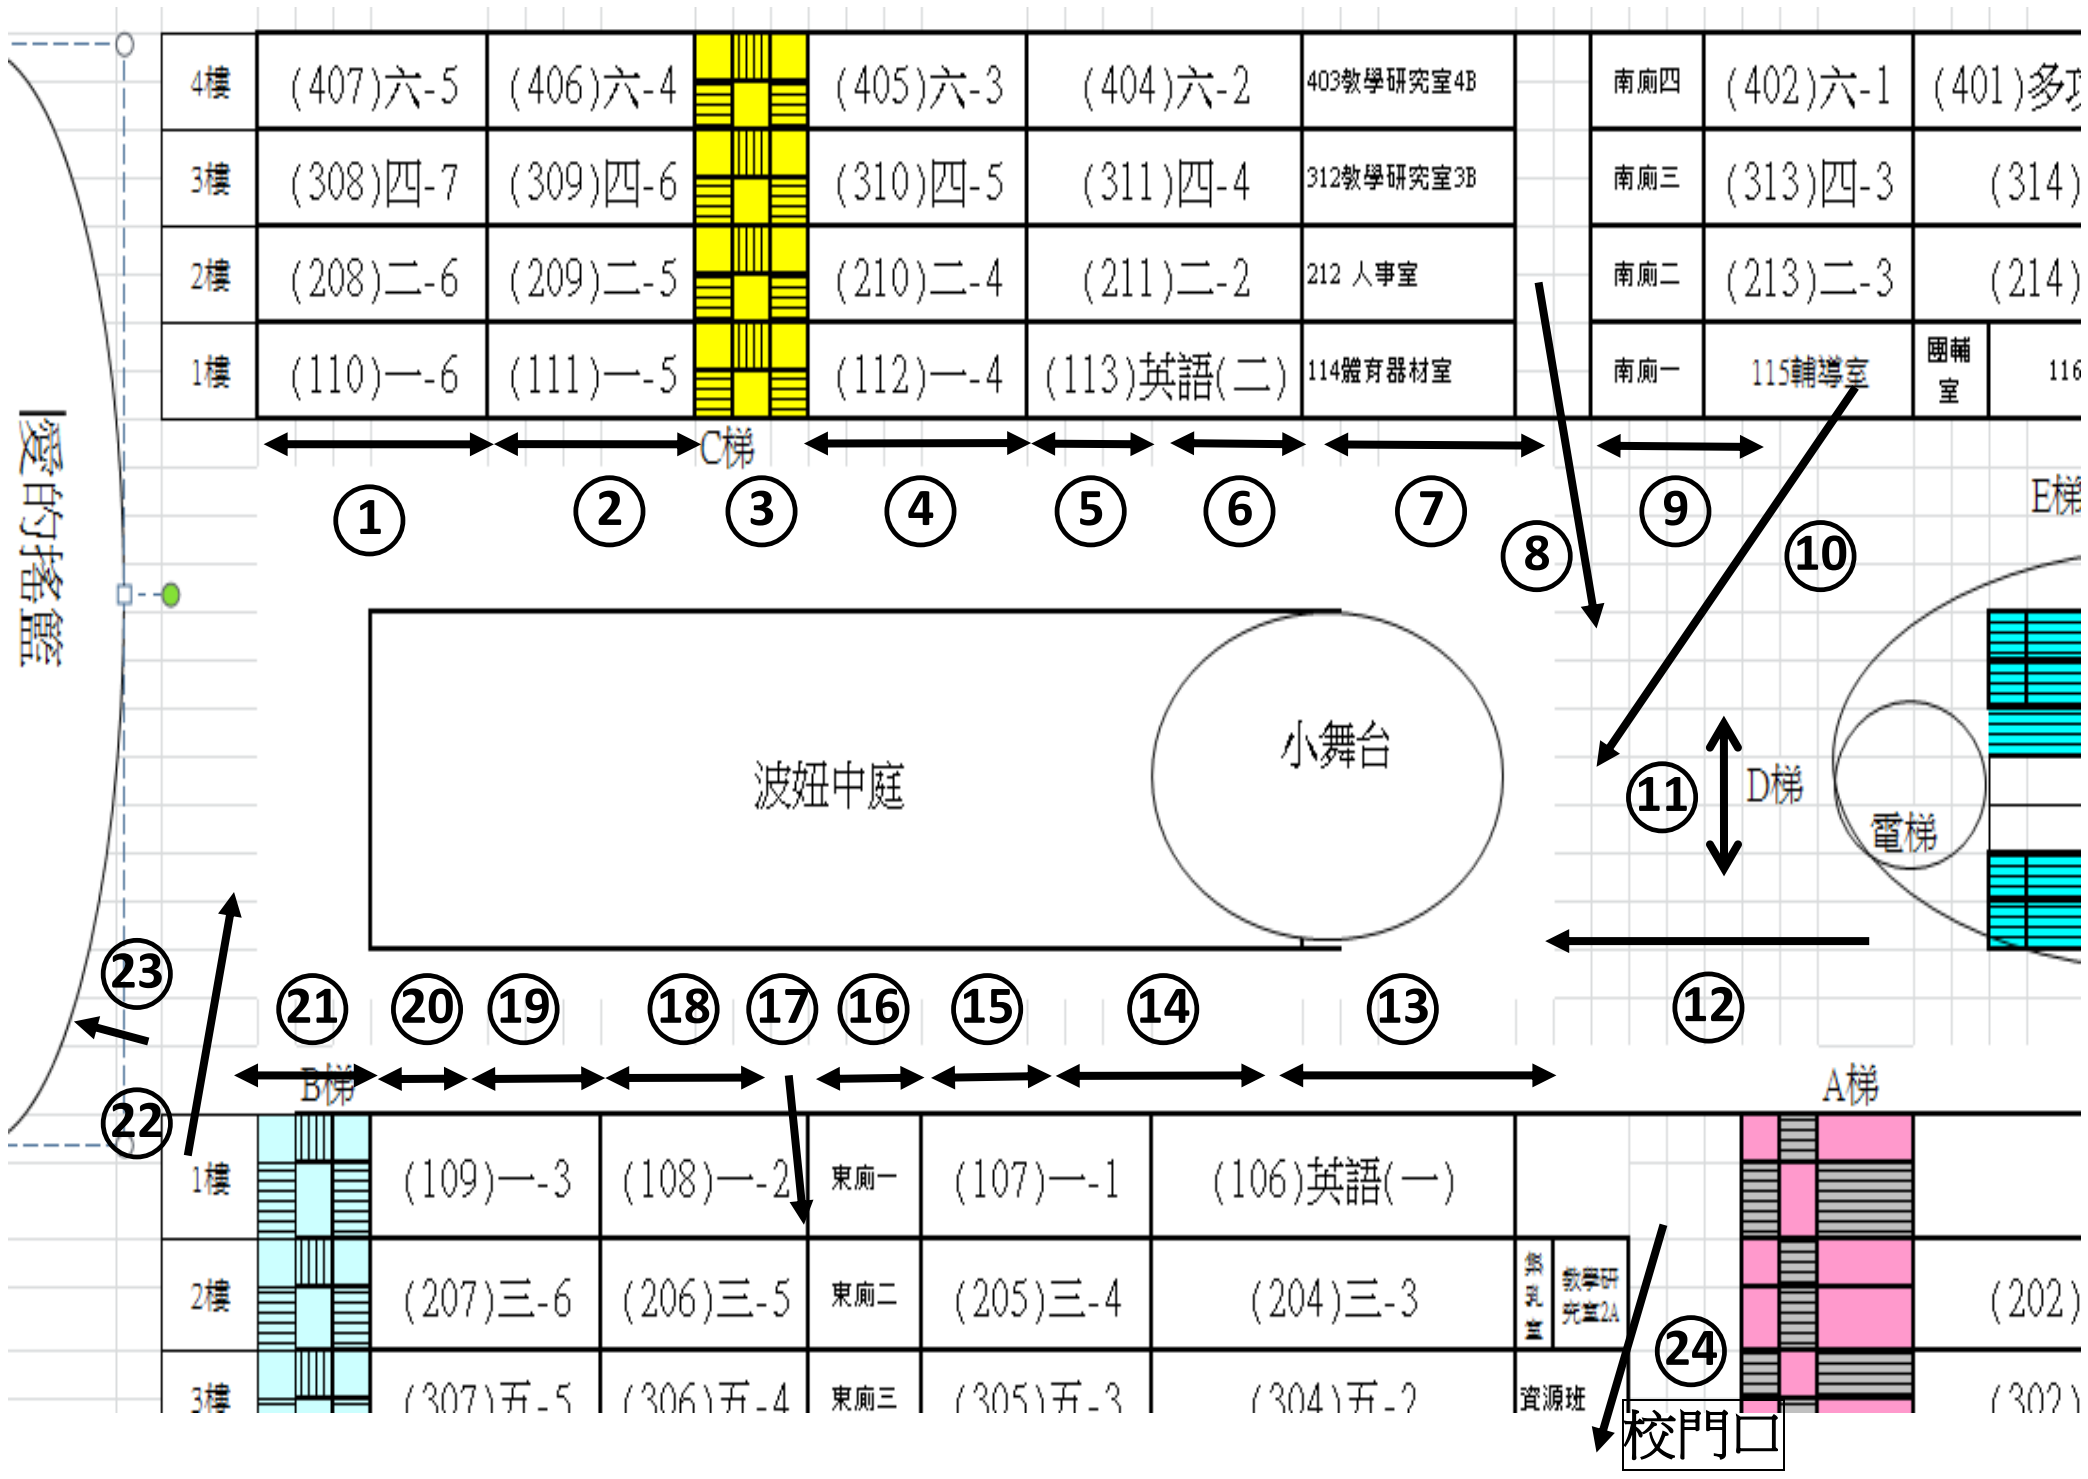 4樓 (407)六-5 (406)六-4 (405)六-3 (404)六-2 403教學研究室4B 南廁四 (402)六-1 (401)多
3樓 (308)四-7 (309)四-6 (310)四-5 (311)四-4 312教學研究室3B 南廁三 (313)四-3 (314)
2樓 (208)二-6 (209)二-5 (210)二-4 (211)二-2 212 人事室 南廁二 (213)二-3 (214)
1樓 (110)一-6 (111)一-5 (112)一-4 (113)英語(二) 114體育器材室 南廁一 115輔導室 團輔室 116
C梯
① ② ③ ④ ⑤ ⑥ ⑦ ⑧ ⑨ ⑩
E梯
愛的搖籃
小舞台
波妞中庭
⑪ D梯
電梯
㉓ ㉑ ⑳ ⑲ ⑱ ⑰ ⑯ ⑮ ⑭ ⑬ ⑫
㉒ B梯 A梯
1樓 (109)一-3 (108)一-2 東廁一 (107)一-1 (106)英語(一)
2樓 (207)三-6 (206)三-5 東廁二 (205)三-4 (204)三-3 教學研究室2A (202)
㉔
3樓 (307)五-5 (306)五-4 東廁三 (305)五-3 (304)五-2 資源班 (302)
校門口